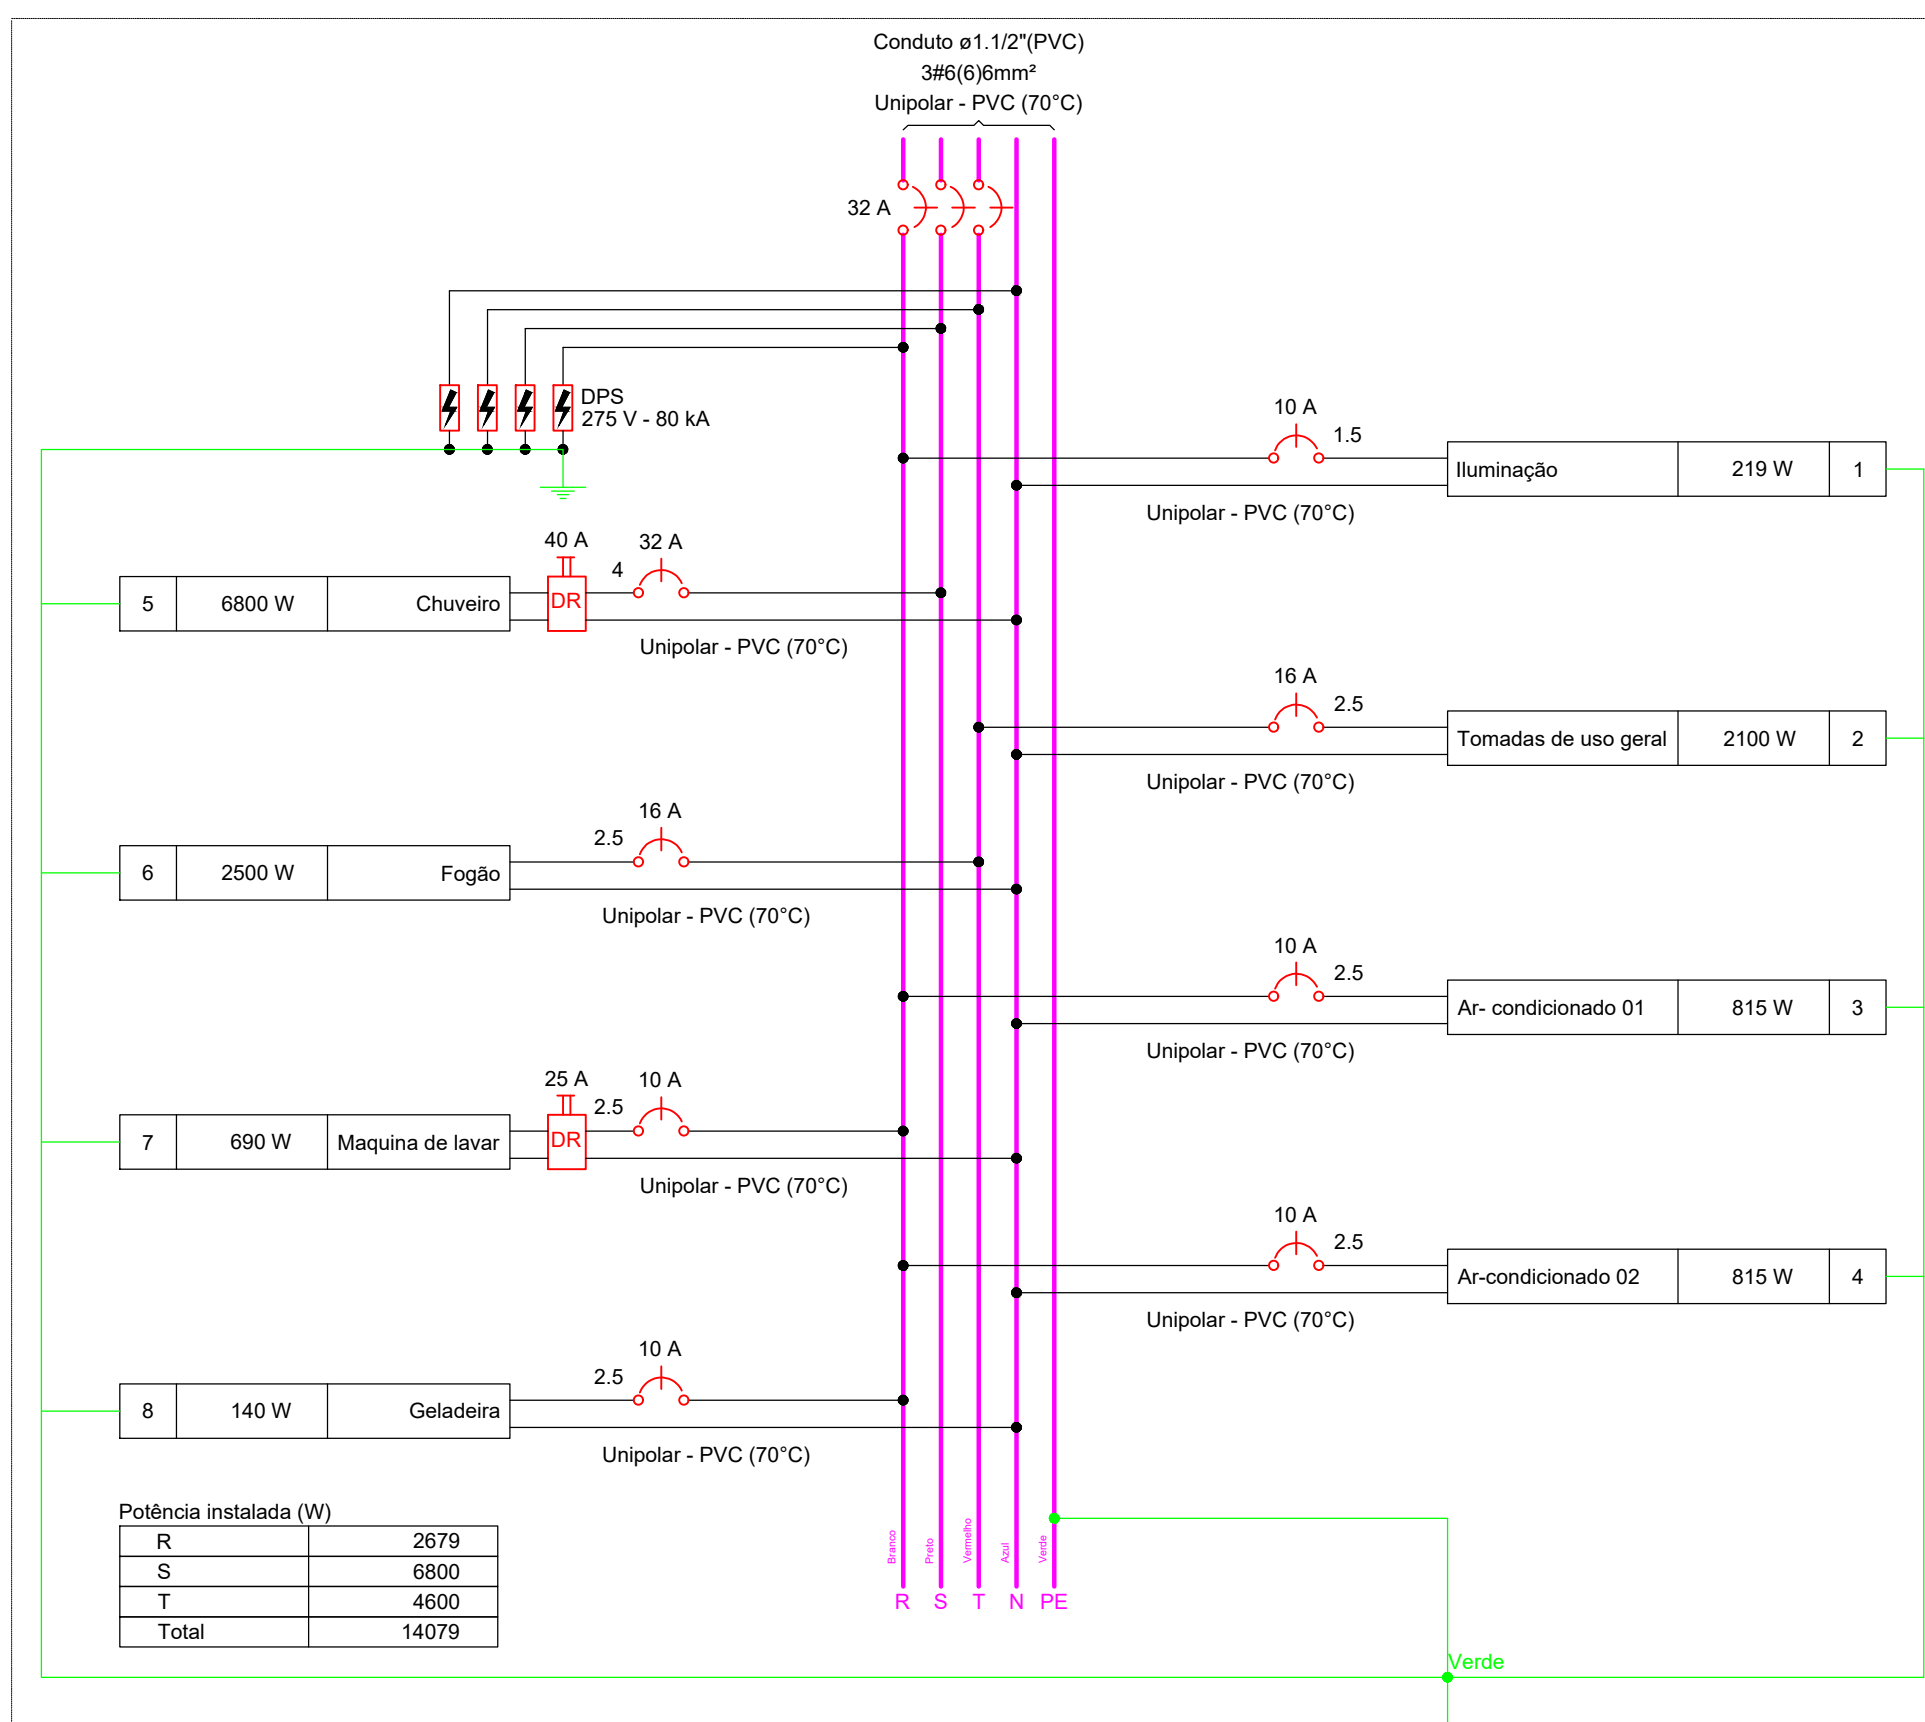 Conduto ø1.1/2"(PVC)
3#6(6)6mm²
Unipolar - PVC (70°C)
32 A
DPS
275 V - 80 kA
10 A
1.5
Iluminação 219 W 1
Unipolar - PVC (70°C)
40 A
32 A
4
5 6800 W Chuveiro DR
Unipolar - PVC (70°C)
16 A
2.5
Tomadas de uso geral 2100 W 2
Unipolar - PVC (70°C)
16 A
2.5
6 2500 W Fogão
Unipolar - PVC (70°C)
10 A
2.5
Ar- condicionado 01 815 W 3
Unipolar - PVC (70°C)
25 A
10 A
2.5
7 690 W Maquina de lavar DR
Unipolar - PVC (70°C)
10 A
2.5
Ar-condicionado 02 815 W 4
Unipolar - PVC (70°C)
10 A
2.5
8 140 W Geladeira
Unipolar - PVC (70°C)
Potência instalada (W)
R 2679
S 6800
T 4600
Total 14079
Branco
Preto
Vermelho
Azul
Verde
R S T N PE
Verde